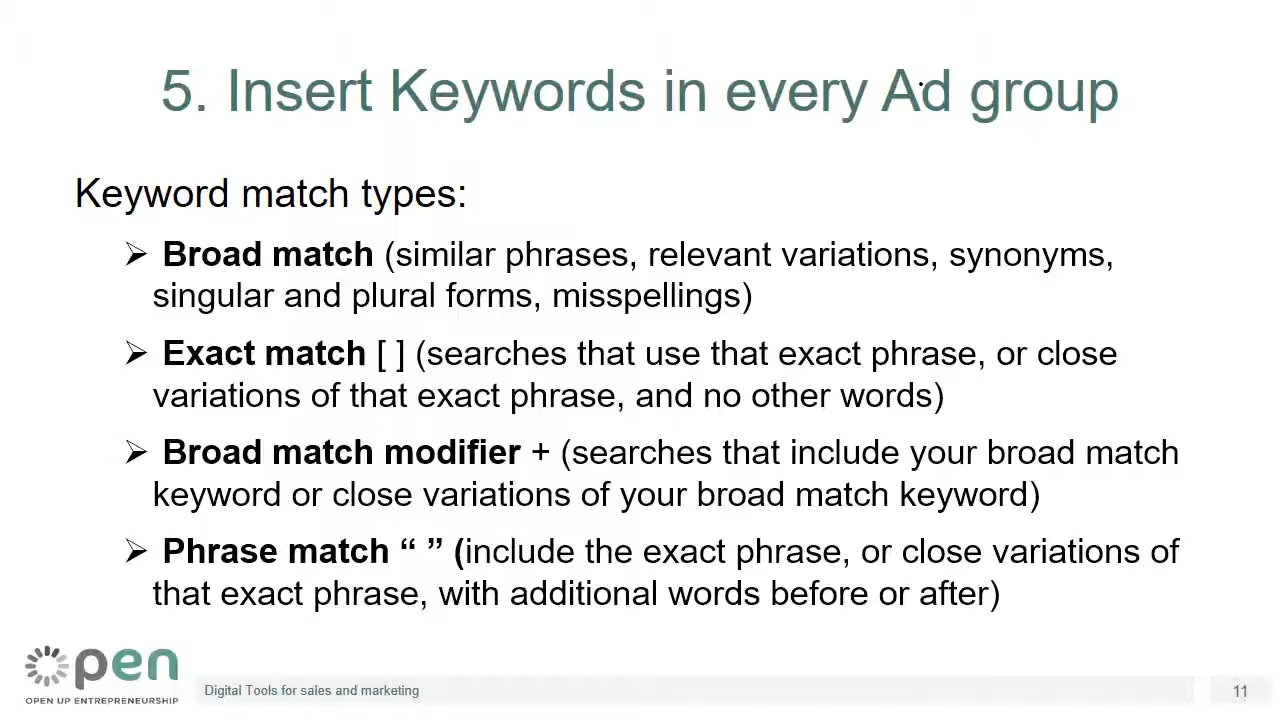 5. Insert Keywords in every Ad group
Keyword match types:
➢ Broad match (similar phrases, relevant variations, synonyms,
singular and plural forms, misspellings)
➢ Exact match [ ] (searches that use that exact phrase, or close
variations of that exact phrase, and no other words)
➢ Broad match modifier + (searches that include your broad match
keyword or close variations of your broad match keyword)
➢ Phrase match “ ” (include the exact phrase, or close variations of
that exact phrase, with additional words before or after)
open
OPEN UP ENTREPRENEURSHIP
Digital Tools for sales and marketing
11